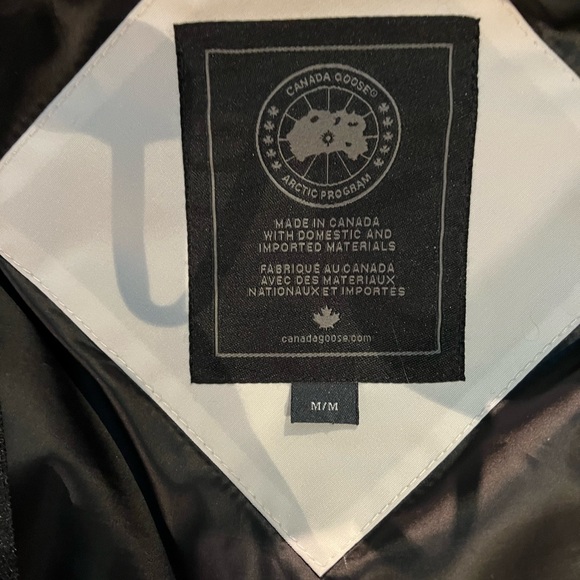 CANADA GOOSE®
ARCTIC PROGRAM
MADE IN CANADA
WITH DOMESTIC AND
IMPORTED MATERIALS
FABRIQUÉ AU CANADA
AVEC DES MATERIAUX
NATIONAUX ET IMPORTÉS
canadagoose.com
M/M